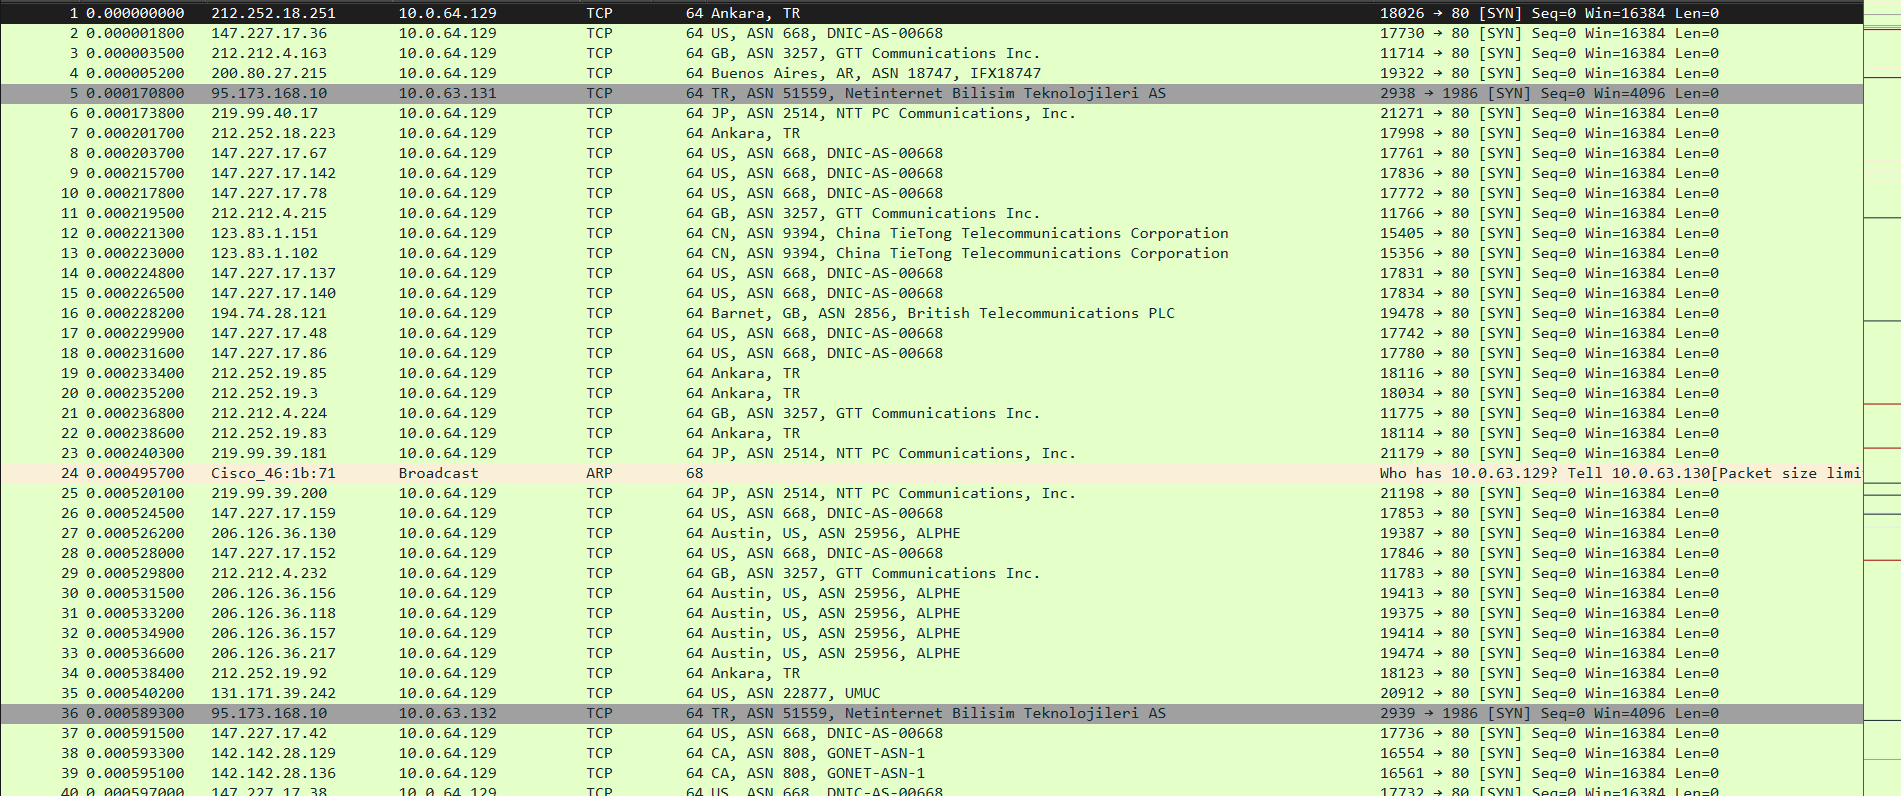 1 0.000000000 212.252.18.251 10.0.64.129 TCP 64 Ankara, TR 18026 → 80 [SYN] Seq=0 Win=16384 Len=0
2 0.000001800 147.227.17.36 10.0.64.129 TCP 64 US, ASN 668, DNIC-AS-00668 17730 → 80 [SYN] Seq=0 Win=16384 Len=0
3 0.000003500 212.212.4.163 10.0.64.129 TCP 64 GB, ASN 3257, GTT Communications Inc. 11714 → 80 [SYN] Seq=0 Win=16384 Len=0
4 0.000005200 200.80.27.215 10.0.64.129 TCP 64 Buenos Aires, AR, ASN 18747, IFX18747 19322 → 80 [SYN] Seq=0 Win=16384 Len=0
5 0.000170800 95.173.168.10 10.0.63.131 TCP 64 TR, ASN 51559, Netinternet Bilisim Teknolojileri AS 2938 → 1986 [SYN] Seq=0 Win=4096 Len=0
6 0.000173800 219.99.40.17 10.0.64.129 TCP 64 JP, ASN 2514, NTT PC Communications, Inc. 21271 → 80 [SYN] Seq=0 Win=16384 Len=0
7 0.000201700 212.252.18.223 10.0.64.129 TCP 64 Ankara, TR 17998 → 80 [SYN] Seq=0 Win=16384 Len=0
8 0.000203700 147.227.17.67 10.0.64.129 TCP 64 US, ASN 668, DNIC-AS-00668 17761 → 80 [SYN] Seq=0 Win=16384 Len=0
9 0.000215700 147.227.17.142 10.0.64.129 TCP 64 US, ASN 668, DNIC-AS-00668 17836 → 80 [SYN] Seq=0 Win=16384 Len=0
10 0.000217800 147.227.17.78 10.0.64.129 TCP 64 US, ASN 668, DNIC-AS-00668 17772 → 80 [SYN] Seq=0 Win=16384 Len=0
11 0.000219500 212.212.4.215 10.0.64.129 TCP 64 GB, ASN 3257, GTT Communications Inc. 11766 → 80 [SYN] Seq=0 Win=16384 Len=0
12 0.000221300 123.83.1.151 10.0.64.129 TCP 64 CN, ASN 9394, China TieTong Telecommunications Corporation 15405 → 80 [SYN] Seq=0 Win=16384 Len=0
13 0.000223000 123.83.1.102 10.0.64.129 TCP 64 CN, ASN 9394, China TieTong Telecommunications Corporation 15356 → 80 [SYN] Seq=0 Win=16384 Len=0
14 0.000224800 147.227.17.137 10.0.64.129 TCP 64 US, ASN 668, DNIC-AS-00668 17831 → 80 [SYN] Seq=0 Win=16384 Len=0
15 0.000226500 147.227.17.140 10.0.64.129 TCP 64 US, ASN 668, DNIC-AS-00668 17834 → 80 [SYN] Seq=0 Win=16384 Len=0
16 0.000228200 194.74.28.121 10.0.64.129 TCP 64 Barnet, GB, ASN 2856, British Telecommunications PLC 19478 → 80 [SYN] Seq=0 Win=16384 Len=0
17 0.000229900 147.227.17.48 10.0.64.129 TCP 64 US, ASN 668, DNIC-AS-00668 17742 → 80 [SYN] Seq=0 Win=16384 Len=0
18 0.000231600 147.227.17.86 10.0.64.129 TCP 64 US, ASN 668, DNIC-AS-00668 17780 → 80 [SYN] Seq=0 Win=16384 Len=0
19 0.000233400 212.252.19.85 10.0.64.129 TCP 64 Ankara, TR 18116 → 80 [SYN] Seq=0 Win=16384 Len=0
20 0.000235200 212.252.19.3 10.0.64.129 TCP 64 Ankara, TR 18034 → 80 [SYN] Seq=0 Win=16384 Len=0
21 0.000236800 212.212.4.224 10.0.64.129 TCP 64 GB, ASN 3257, GTT Communications Inc. 11775 → 80 [SYN] Seq=0 Win=16384 Len=0
22 0.000238600 212.252.19.83 10.0.64.129 TCP 64 Ankara, TR 18114 → 80 [SYN] Seq=0 Win=16384 Len=0
23 0.000240300 219.99.39.181 10.0.64.129 TCP 64 JP, ASN 2514, NTT PC Communications, Inc. 21179 → 80 [SYN] Seq=0 Win=16384 Len=0
24 0.000495700 Cisco_46:1b:71 Broadcast ARP 68 Who has 10.0.63.129? Tell 10.0.63.130[Packet size limi
25 0.000520100 219.99.39.200 10.0.64.129 TCP 64 JP, ASN 2514, NTT PC Communications, Inc. 21198 → 80 [SYN] Seq=0 Win=16384 Len=0
26 0.000524500 147.227.17.159 10.0.64.129 TCP 64 US, ASN 668, DNIC-AS-00668 17853 → 80 [SYN] Seq=0 Win=16384 Len=0
27 0.000526200 206.126.36.130 10.0.64.129 TCP 64 Austin, US, ASN 25956, ALPHE 19387 → 80 [SYN] Seq=0 Win=16384 Len=0
28 0.000528000 147.227.17.152 10.0.64.129 TCP 64 US, ASN 668, DNIC-AS-00668 17846 → 80 [SYN] Seq=0 Win=16384 Len=0
29 0.000529800 212.212.4.232 10.0.64.129 TCP 64 GB, ASN 3257, GTT Communications Inc. 11783 → 80 [SYN] Seq=0 Win=16384 Len=0
30 0.000531500 206.126.36.156 10.0.64.129 TCP 64 Austin, US, ASN 25956, ALPHE 19413 → 80 [SYN] Seq=0 Win=16384 Len=0
31 0.000533200 206.126.36.118 10.0.64.129 TCP 64 Austin, US, ASN 25956, ALPHE 19375 → 80 [SYN] Seq=0 Win=16384 Len=0
32 0.000534900 206.126.36.157 10.0.64.129 TCP 64 Austin, US, ASN 25956, ALPHE 19414 → 80 [SYN] Seq=0 Win=16384 Len=0
33 0.000536600 206.126.36.217 10.0.64.129 TCP 64 Austin, US, ASN 25956, ALPHE 19474 → 80 [SYN] Seq=0 Win=16384 Len=0
34 0.000538400 212.252.19.92 10.0.64.129 TCP 64 Ankara, TR 18123 → 80 [SYN] Seq=0 Win=16384 Len=0
35 0.000540200 131.171.39.242 10.0.64.129 TCP 64 US, ASN 22877, UMUC 20912 → 80 [SYN] Seq=0 Win=16384 Len=0
36 0.000589300 95.173.168.10 10.0.63.132 TCP 64 TR, ASN 51559, Netinternet Bilisim Teknolojileri AS 2939 → 1986 [SYN] Seq=0 Win=4096 Len=0
37 0.000591500 147.227.17.42 10.0.64.129 TCP 64 US, ASN 668, DNIC-AS-00668 17736 → 80 [SYN] Seq=0 Win=16384 Len=0
38 0.000593300 142.142.28.129 10.0.64.129 TCP 64 CA, ASN 808, GONET-ASN-1 16554 → 80 [SYN] Seq=0 Win=16384 Len=0
39 0.000595100 142.142.28.136 10.0.64.129 TCP 64 CA, ASN 808, GONET-ASN-1 16561 → 80 [SYN] Seq=0 Win=16384 Len=0
40 0.000597000 147.227.17.38 10.0.64.129 TCP 64 US, ASN 668, DNIC-AS-00668 17732 → 80 [SYN] Seq=0 Win=16384 Len=0